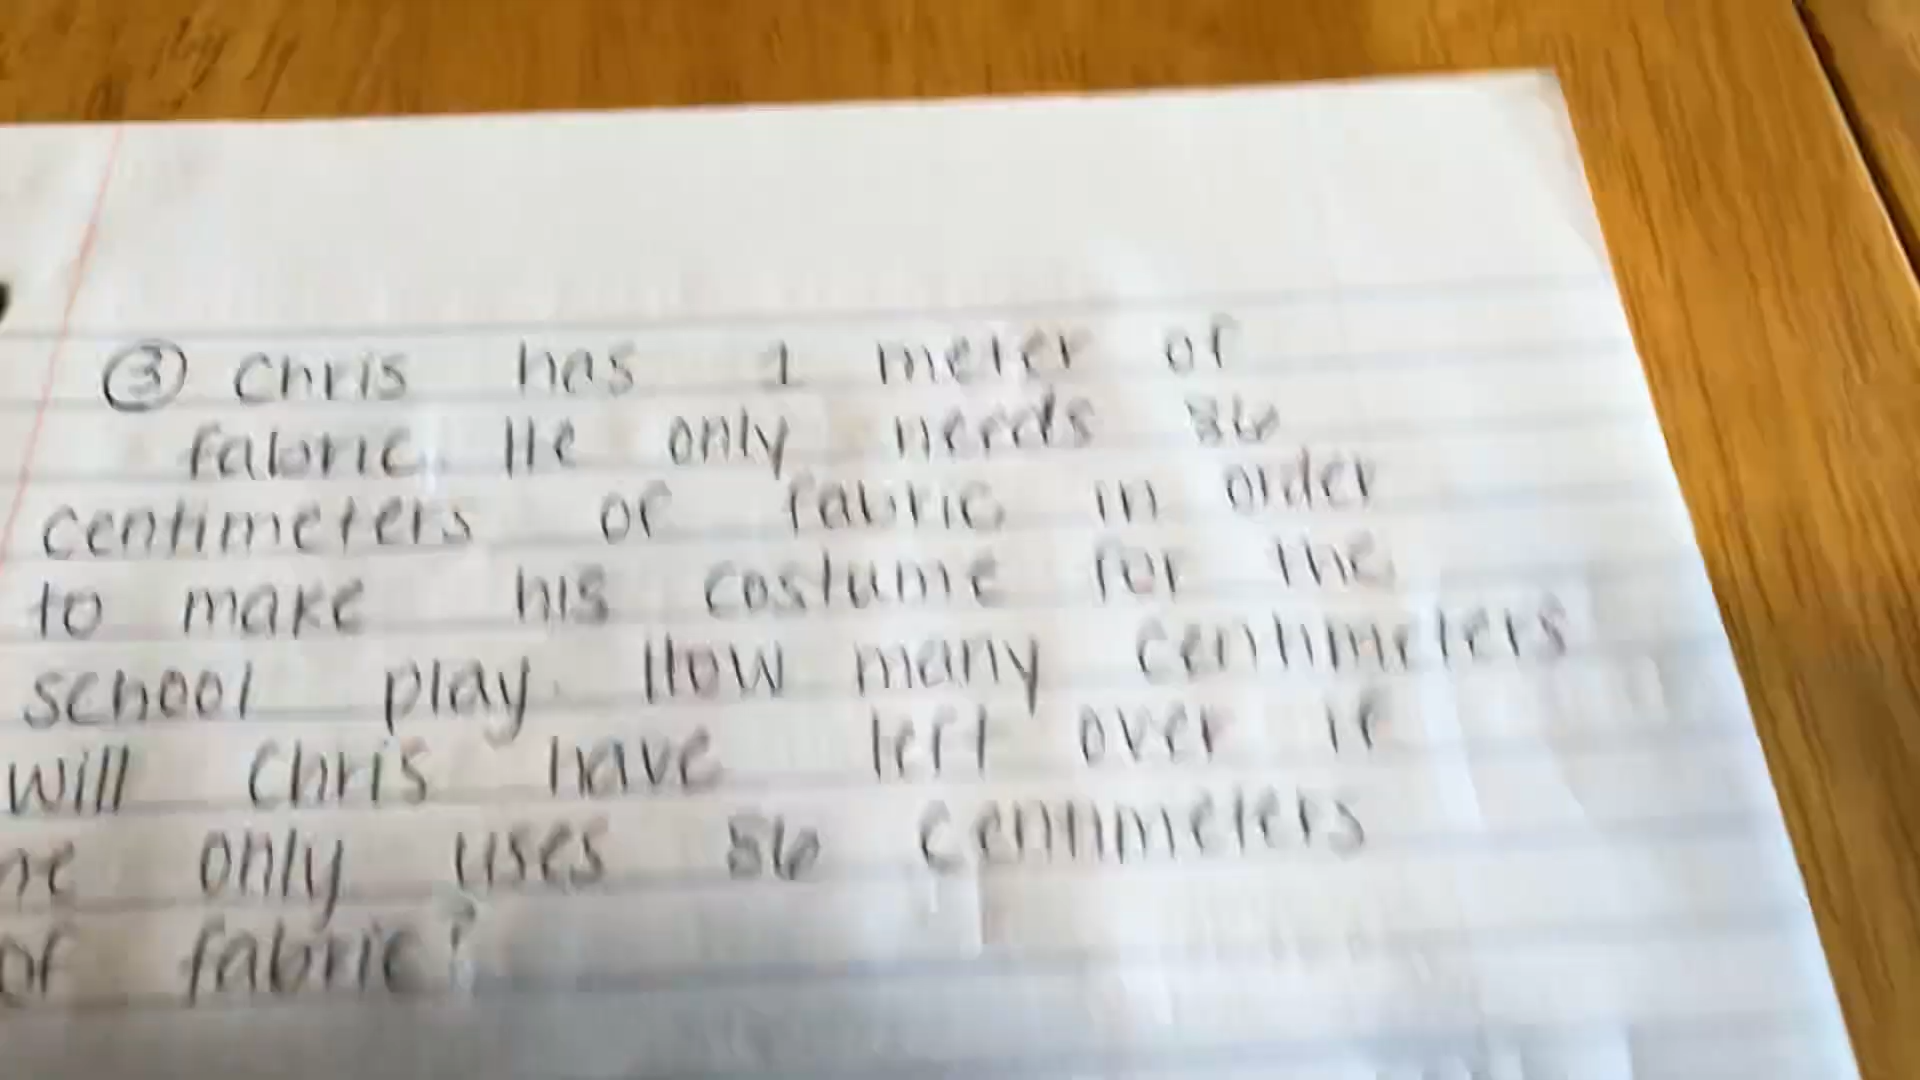 ③ Chris has 1 meter of
fabric. He only needs 86
centimeters of fabric in order
to make his costume for the
school play. How many centimeters
will Chris have left over if
he only uses 86 centimeters
of fabric?